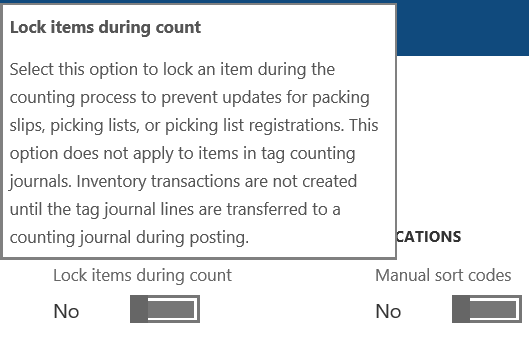 Lock items during count
Select this option to lock an item during the
counting process to prevent updates for packing
slips, picking lists, or picking list registrations. This
option does not apply to items in tag counting
journals. Inventory transactions are not created
until the tag journal lines are transferred to a
counting journal during posting.
CATIONS
Lock items during count
Manual sort codes
No
No